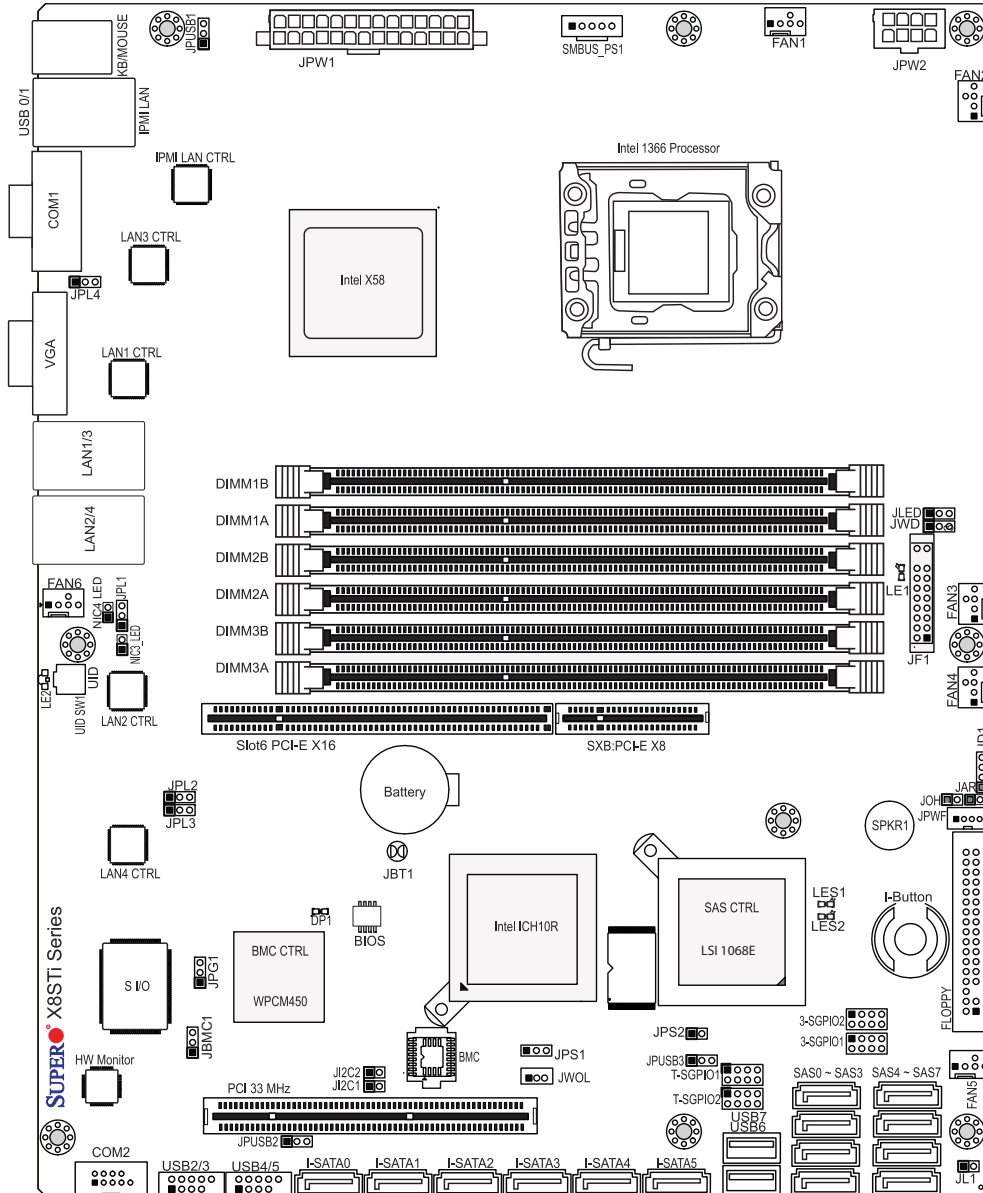 KB/MOUSE
JPUSB1
JPW1
SMBUS_PS1
FAN1
JPW2
FAN2
USB 0/1
IPMI LAN
IPMI LAN CTRL
Intel 1366 Processor
COM1
LAN3 CTRL
Intel X58
JPL4
VGA
LAN1 CTRL
LAN1/3
DIMM1B
LAN2/4
DIMM1A
JLED
JWD
DIMM2B
FAN6
NIC4_LED
JPL1
DIMM2A
LE1
FAN3
NIC3_LED
DIMM3B
JF1
UID
DIMM3A
LE2
UID SW1
LAN2 CTRL
FAN4
Slot6 PCI-E X16
SXB:PCI-E X8
JD1
JPL2
JPL3
Battery
JAR
JOH
JPWF
SPKR1
LAN4 CTRL
JBT1
LES1
LES2
I-Button
SAS CTRL
LSI 1068E
Intel ICH10R
DP1
BIOS
BMC CTRL
WPCM450
S I/O
JPG1
FLOPPY
SUPER X8STi Series
JBMC1
HW Monitor
3-SGPIO2
3-SGPIO1
JPS2
BMC
JPS1
JPUSB3
T-SGPIO1
JI2C2
JI2C1
JWOL
SAS0 ~ SAS3
SAS4 ~ SAS7
FAN5
PCI 33 MHz
T-SGPIO2
USB7
USB6
JPUSB2
COM2
USB2/3
USB4/5
I-SATA0
I-SATA1
I-SATA2
I-SATA3
I-SATA4
I-SATA5
JL1